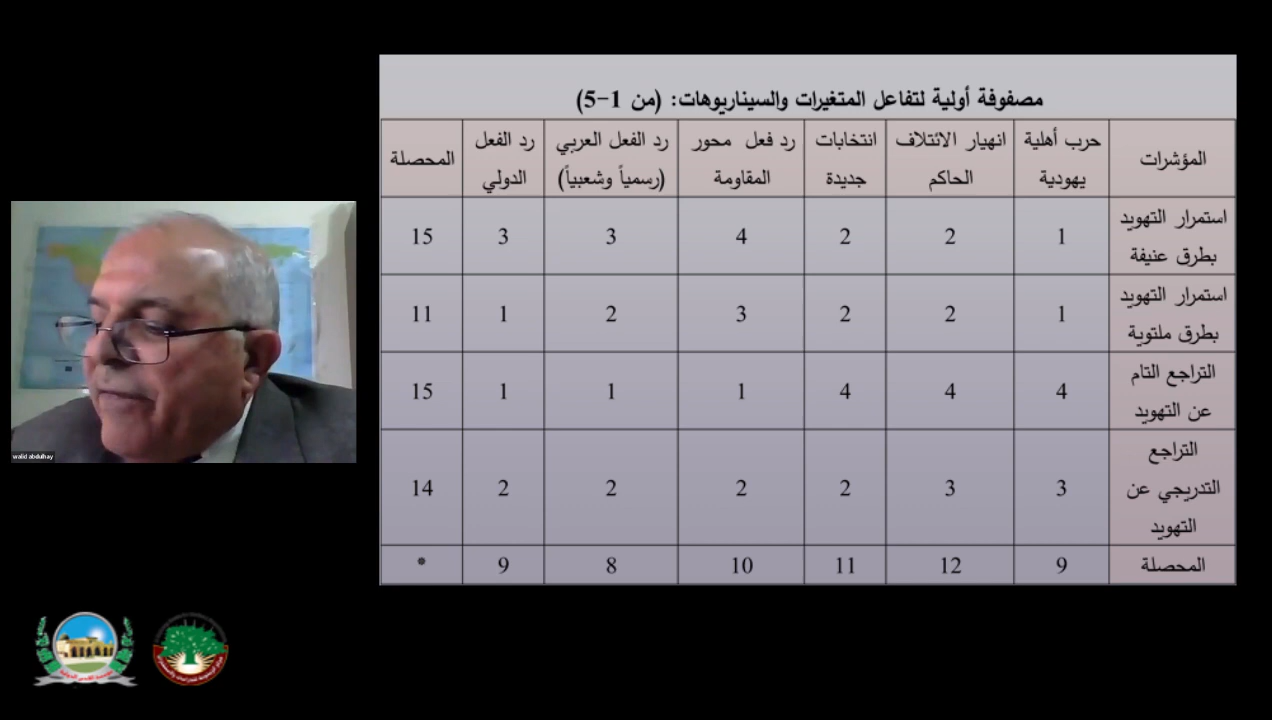 مصفوفة أولية لتفاعل المتغيرات والسيناريوهات: (من 1-5)
المؤشرات
حرب أهلية
يهودية
انهيار الائتلاف
الحاكم
انتخابات
جديدة
رد فعل محور
المقاومة
رد الفعل العربي
(رسمياً وشعبياً)
رد الفعل
الدولي
المحصلة
استمرار التهويد
بطرق عنيفة
1
2
2
4
3
3
15
استمرار التهويد
بطرق ملتوية
1
2
2
3
2
1
11
التراجع التام
عن التهويد
4
4
4
1
1
1
15
التراجع
التدريجي عن
التهويد
3
3
2
2
2
2
14
المحصلة
9
12
11
10
8
9
*
walid abdulhay